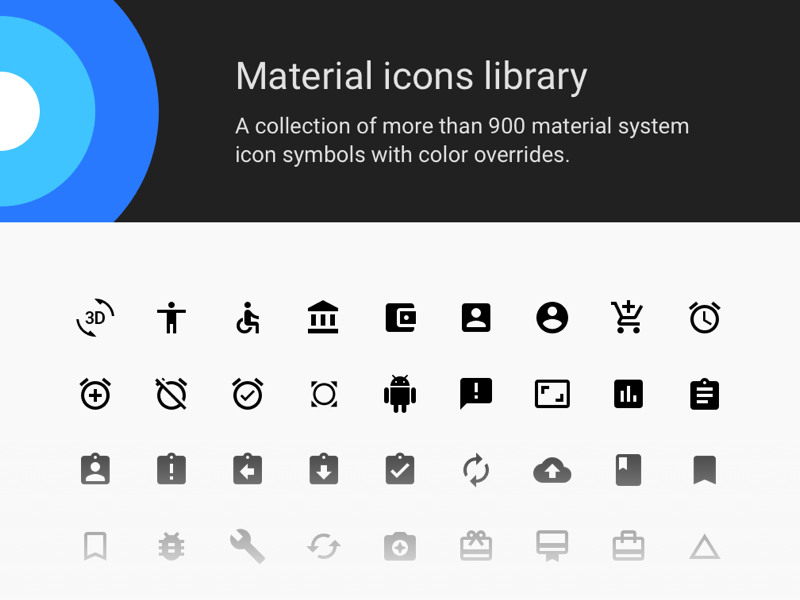 Material icons library
A collection of more than 900 material system
icon symbols with color overrides.
3D